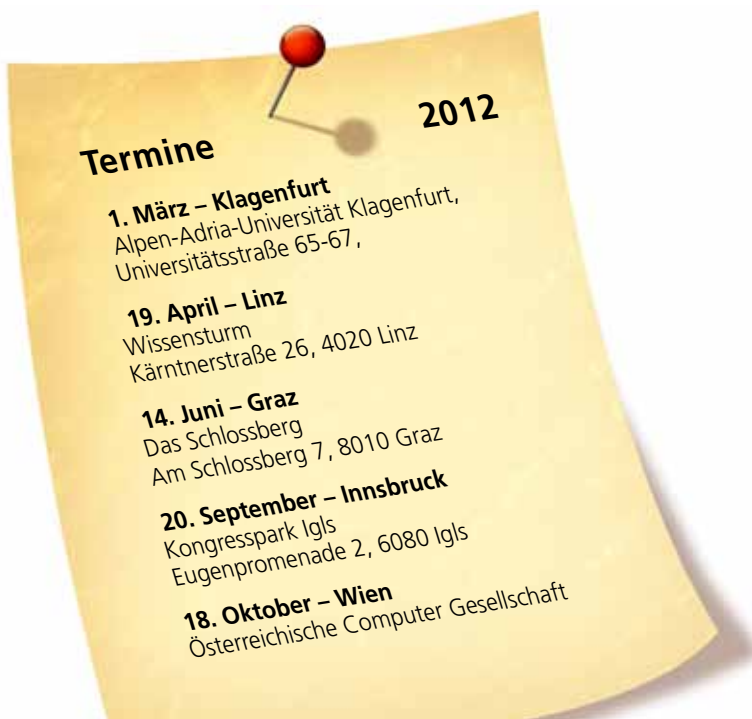 Termine 2012
1. März – Klagenfurt
Alpen-Adria-Universität Klagenfurt,
Universitätsstraße 65-67,
19. April – Linz
Wissensturm
Kärntnerstraße 26, 4020 Linz
14. Juni – Graz
Das Schlossberg
Am Schlossberg 7, 8010 Graz
20. September – Innsbruck
Kongresspark Igls
Eugenpromenade 2, 6080 Igls
18. Oktober – Wien
Österreichische Computer Gesellschaft